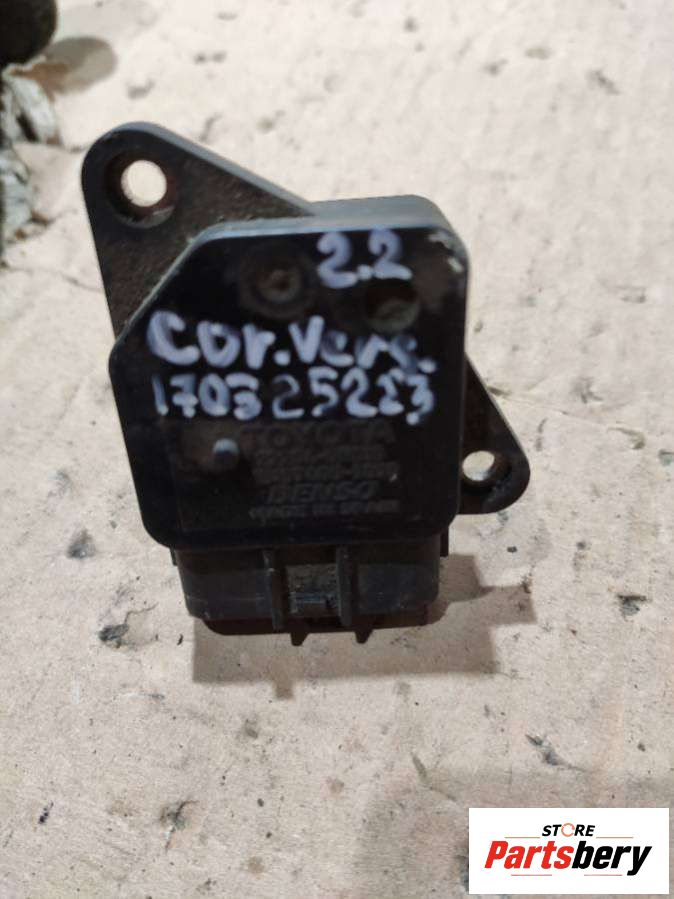 2.2
Cor.Vers.
170325223
TOYOTA
DENSO
STORE
Partsbery